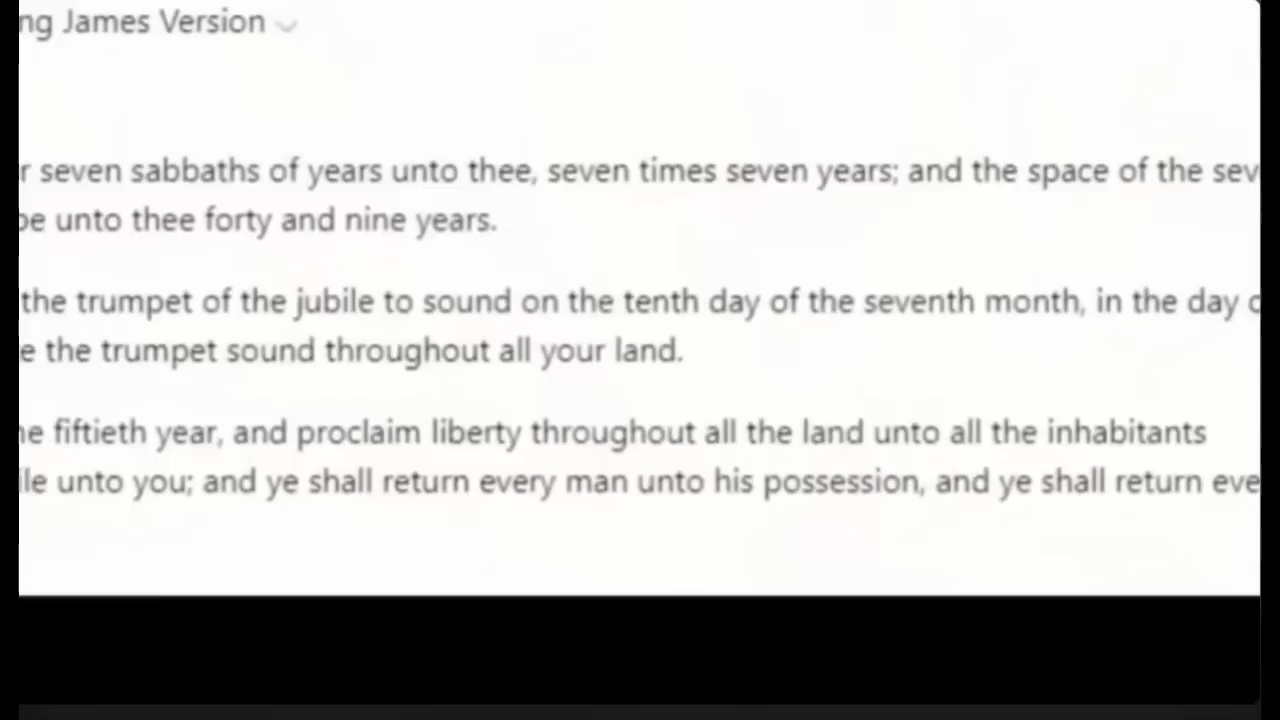 ng James Version
r seven sabbaths of years unto thee, seven times seven years; and the space of the sev
be unto thee forty and nine years.
the trumpet of the jubile to sound on the tenth day of the seventh month, in the day o
e the trumpet sound throughout all your land.
he fiftieth year, and proclaim liberty throughout all the land unto all the inhabitants
ile unto you; and ye shall return every man unto his possession, and ye shall return eve